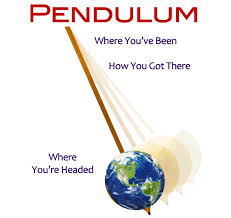 PENDULUM
Where You've Been
How You Got There
Where
You're Headed